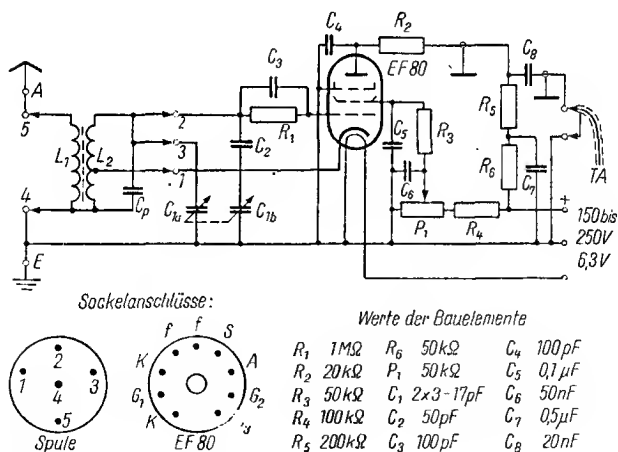 C4
R2
C8
EF 80
A
C3
5
2
R5
L1
L2
3
R1
C2
C5
R3
1
C6
R6
C7
TA
Cp
C1a
C1b
P1
R4
+
4
150 bis
250V
6,3V
E
Sockelanschlüsse:
Werte der Bauelemente
f f S
K A
G1 G2
K
EF 80
2
1 4 3
5
Spule
R1 1MΩ R6 50kΩ C4 100pF
R2 20kΩ P1 50kΩ C5 0,1µF
R3 50kΩ C1 2x3-17pF C6 50nF
R4 100kΩ C2 50pF C7 0,5µF
R5 200kΩ C3 100pF C8 20nF